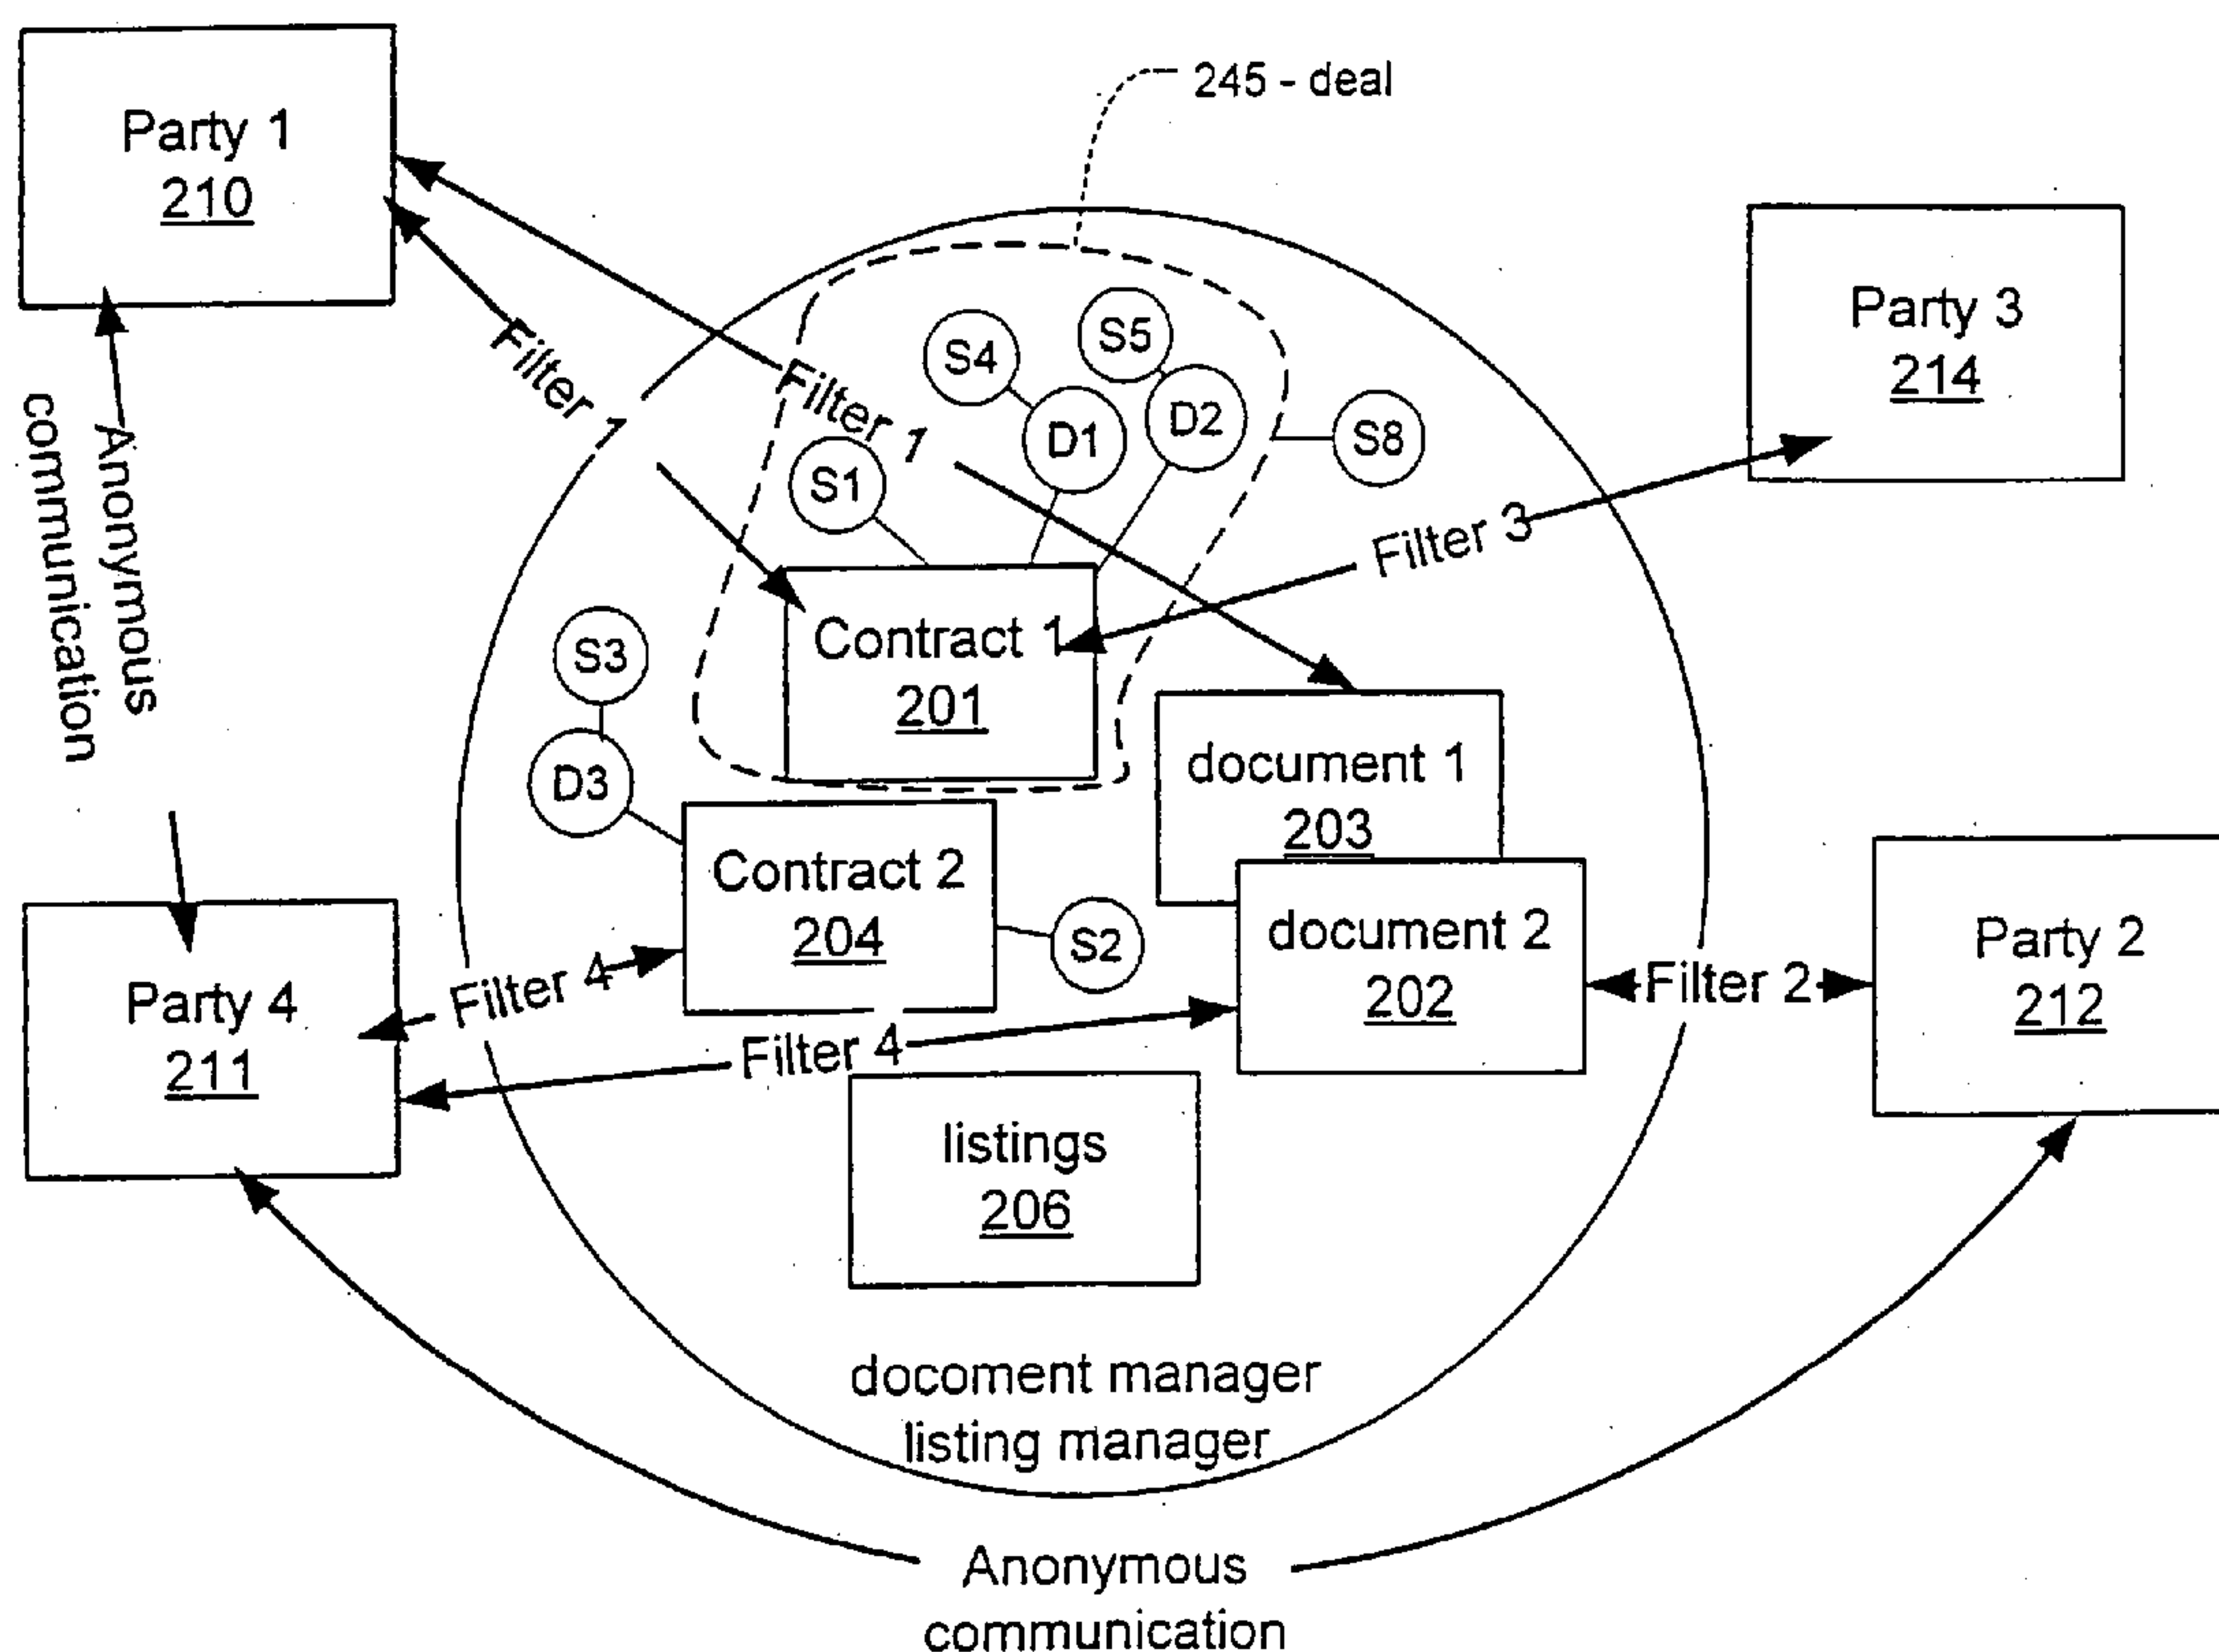 245 - deal
Party 1
210
Party 3
214
Filter 1
Filter 1
S4
S5
D1
D2
S8
S1
Filter 3
Anonymous
communication
Contract 1
201
S3
D3
document 1
203
Contract 2
204
S2
document 2
202
Filter 2
Party 2
212
Party 4
211
Filter 4
Filter 4
listings
206
docoment manager
listing manager
Anonymous
communication